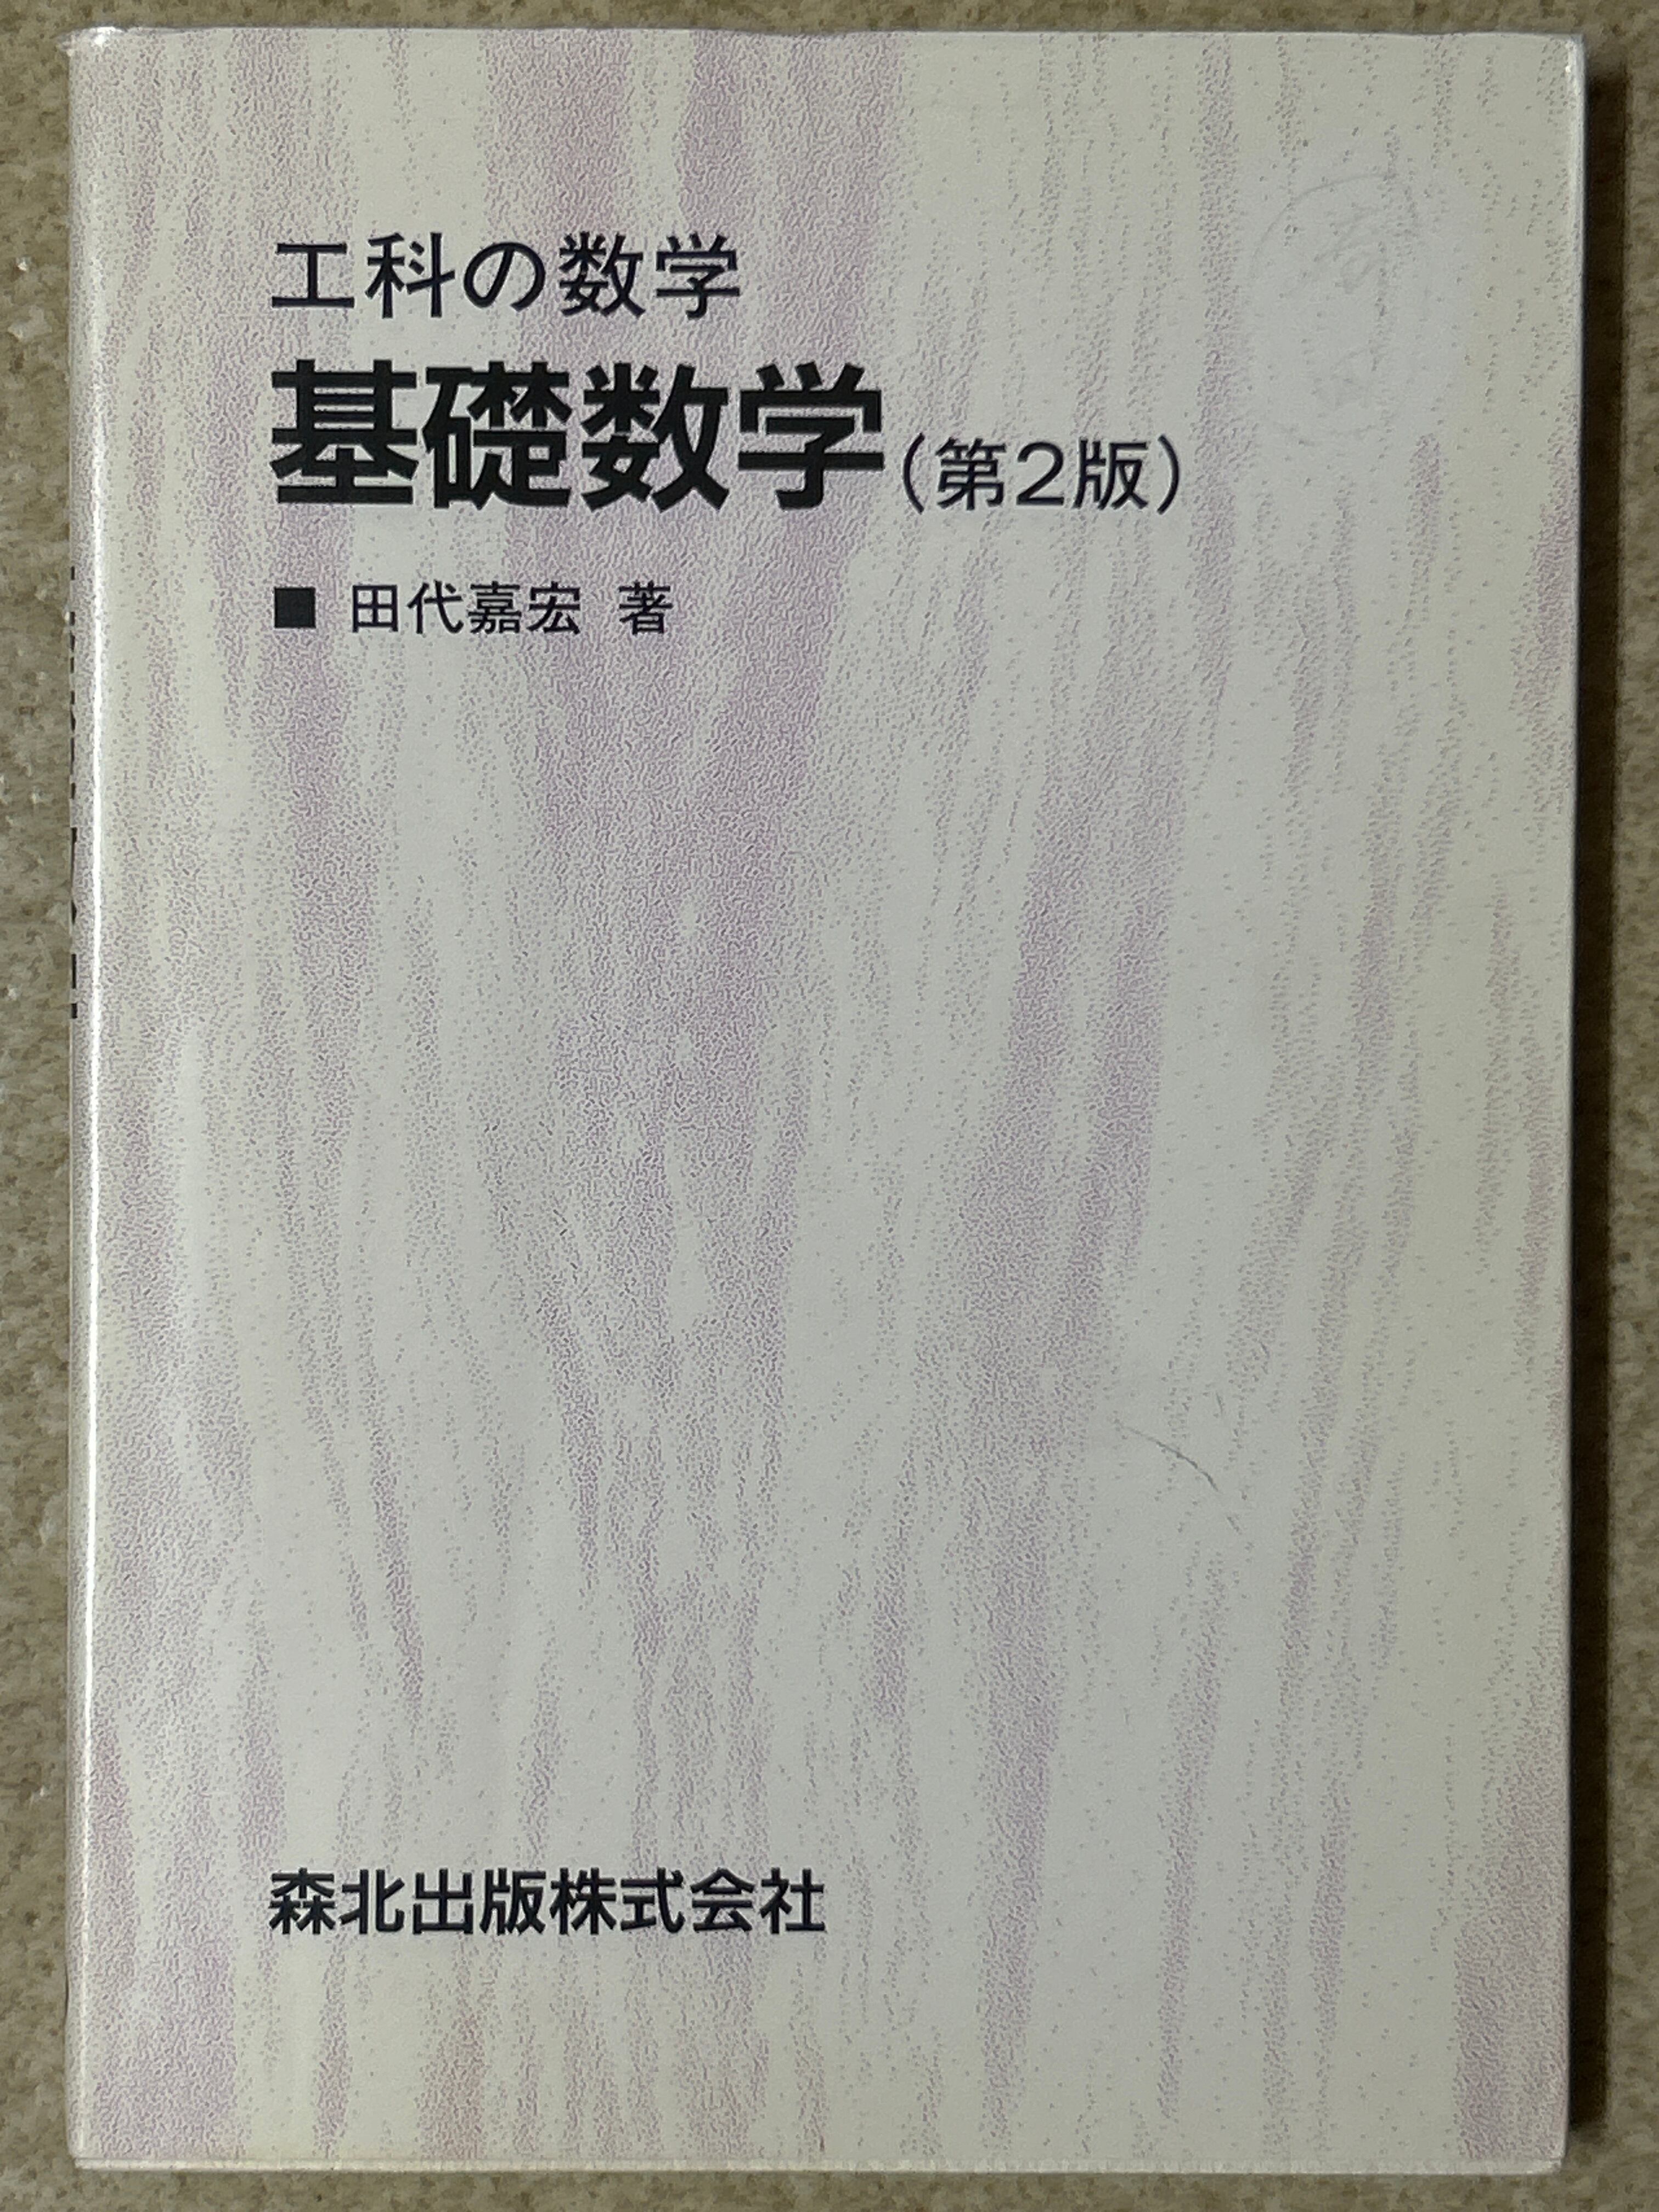 工科の数学
基礎数学(第2版)
■ 田代嘉宏 著
森北出版株式会社